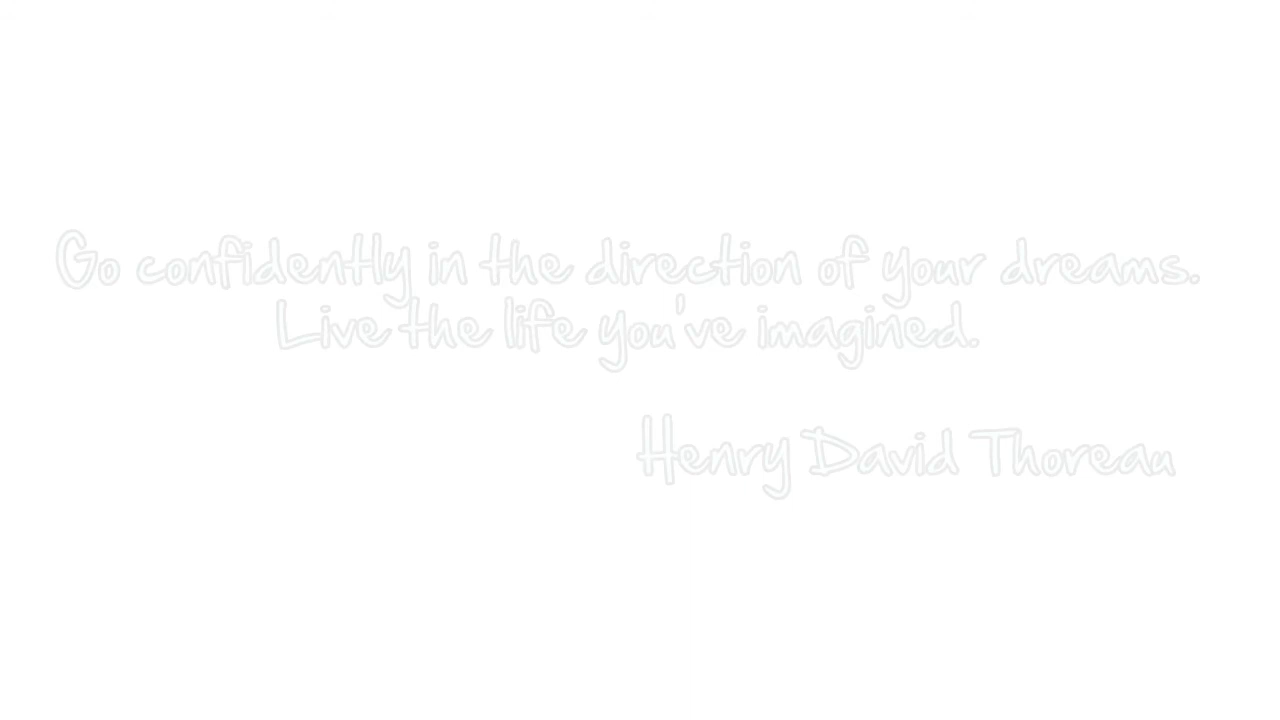 Go confidently in the direction of your dreams.
Live the life you've imagined.
Henry David Thoreau